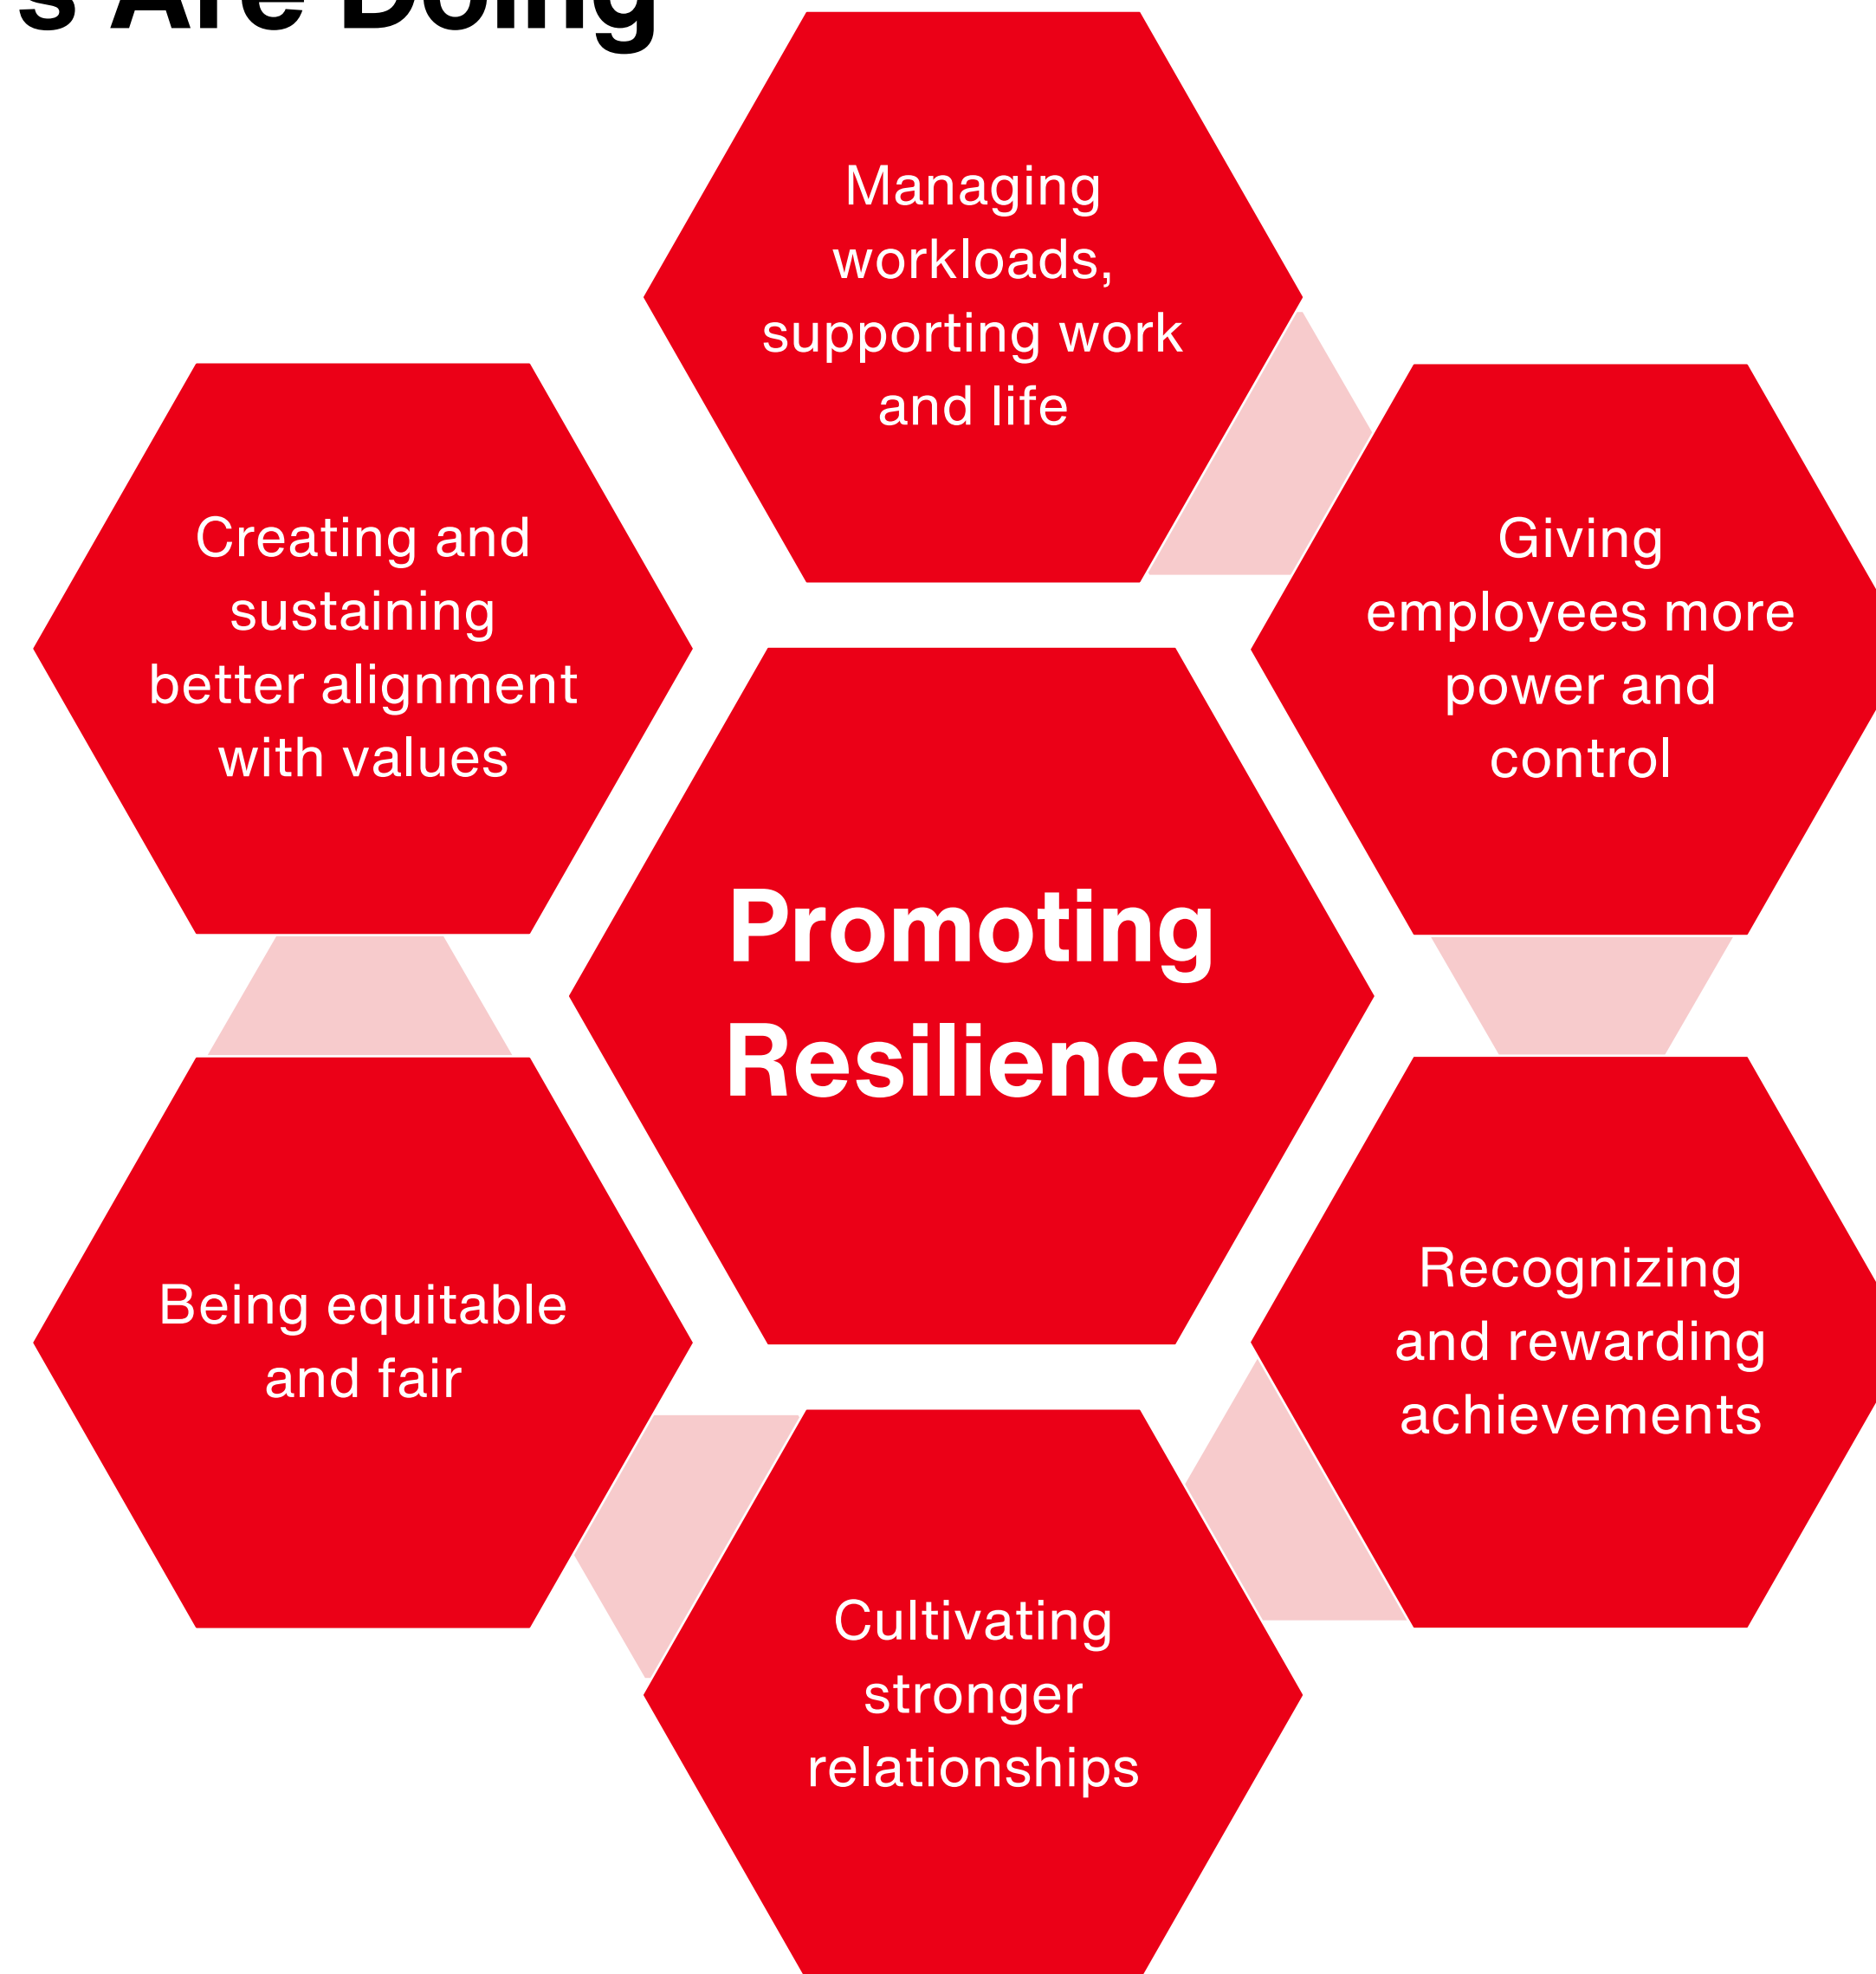 s Are Doing
Managing
workloads,
supporting work
and life
Creating and
sustaining
better alignment
with values
Giving
employees more
power and
control
Promoting
Resilience
Being equitable
and fair
Recognizing
and rewarding
achievements
Cultivating
stronger
relationships